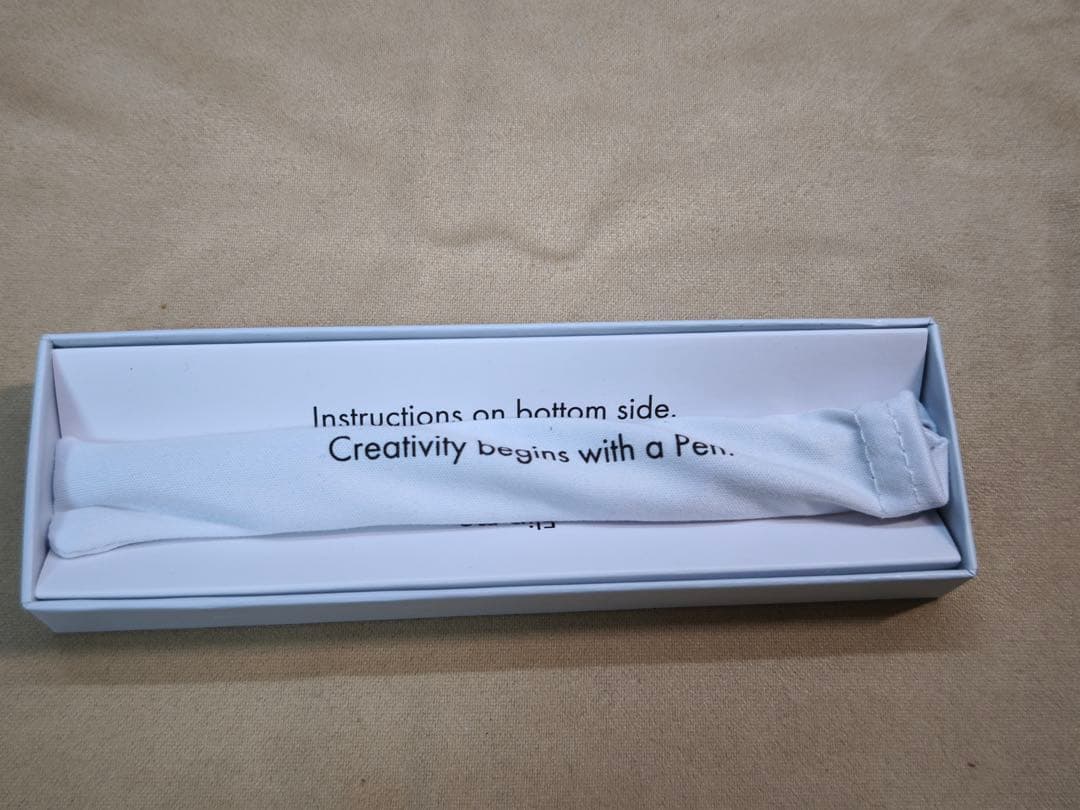 Instructions on bottom side.
Creativity begins with a Pen.